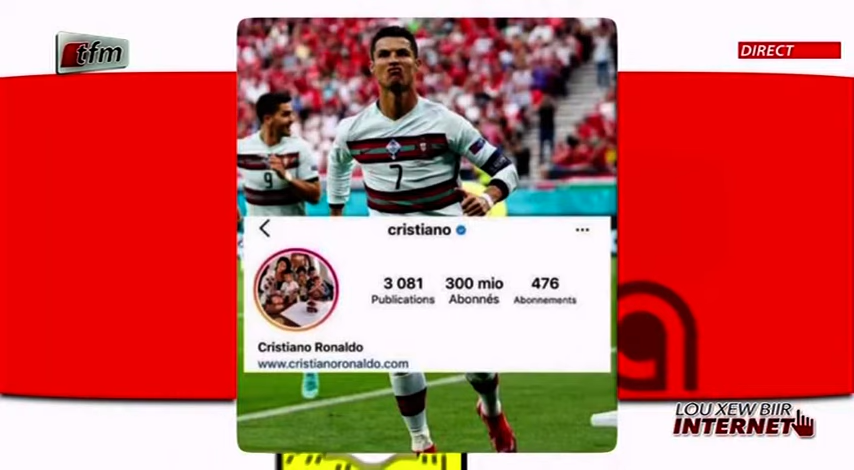 tfm
DIRECT
9
7
cristiano
3 081
Publications
300 mio
Abonnés
476
Abonnements
Cristiano Ronaldo
www.cristianoronaldo.com
LOU XEW BIIR
INTERNET